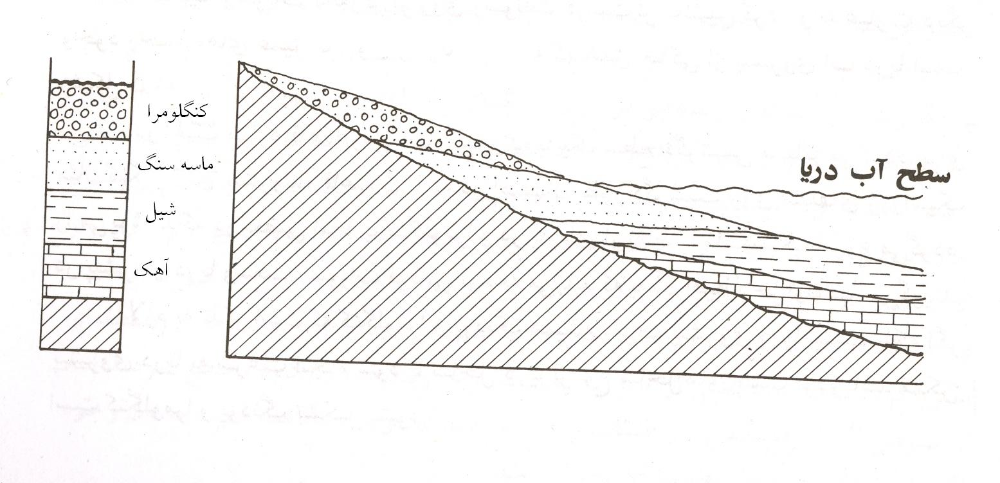 کنگلومرا
ماسه سنگ
شیل
آهک
سطح آب دریا